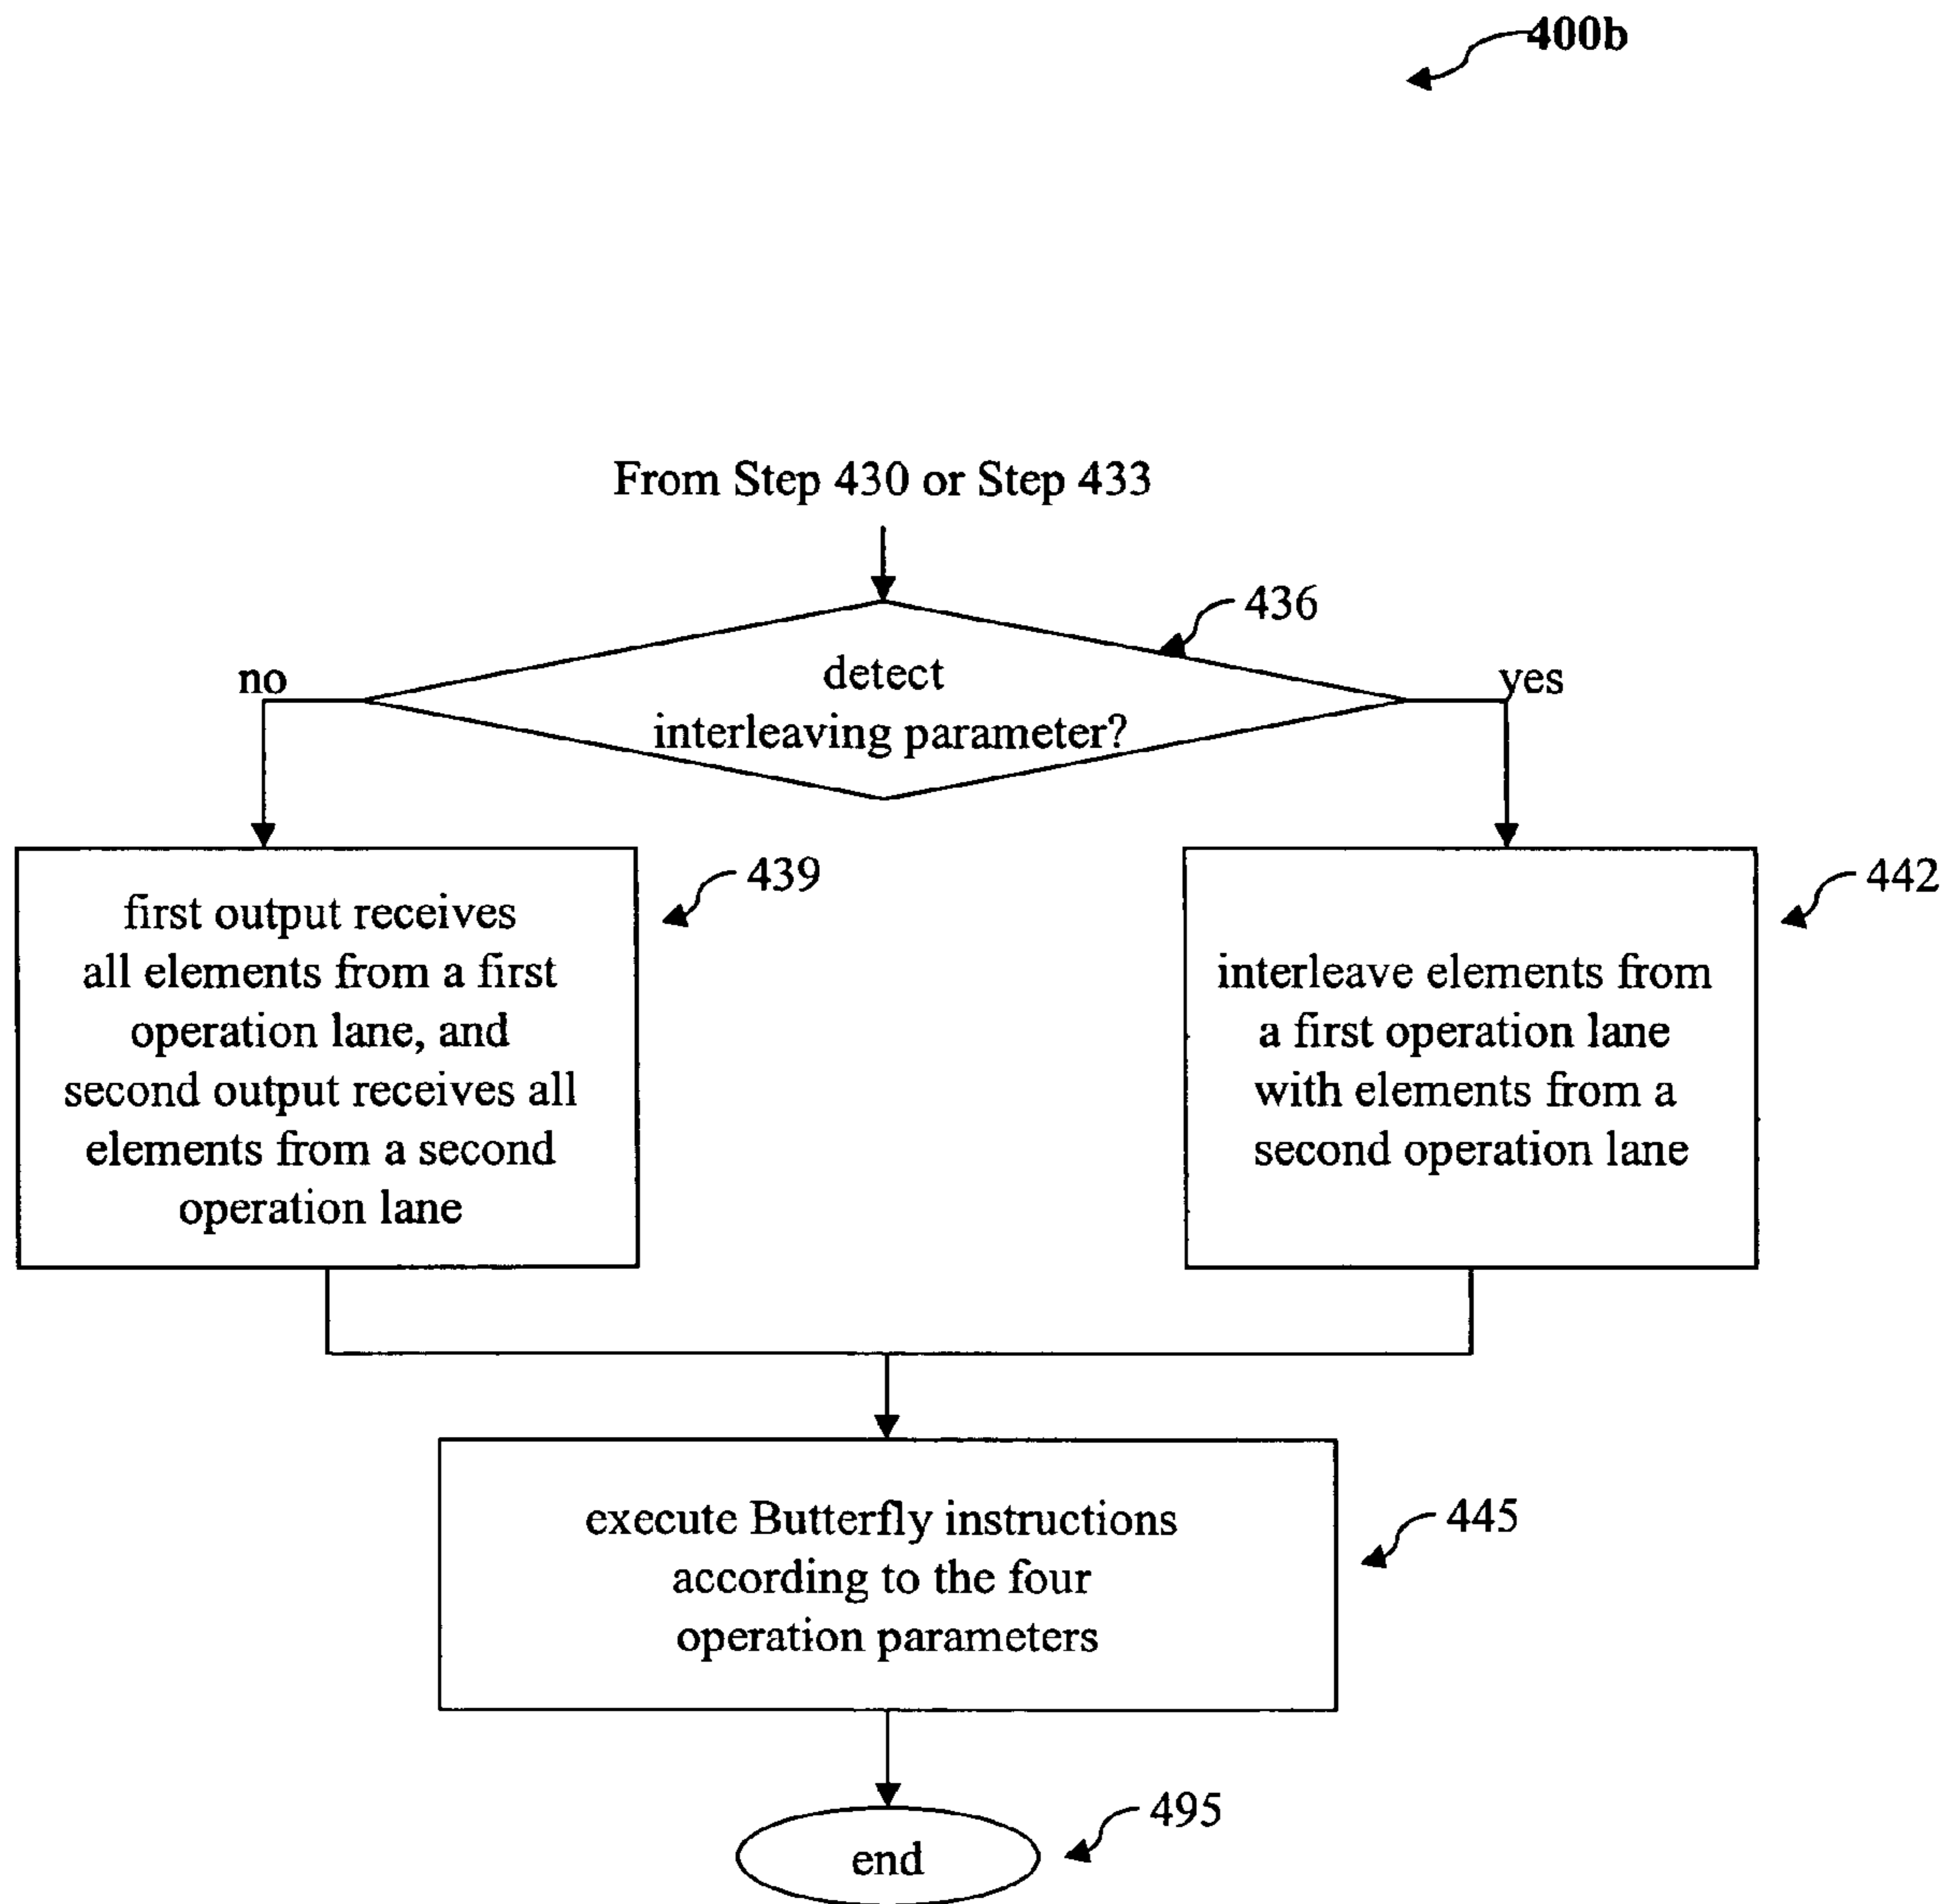 400b
From Step 430 or Step 433
436
no
detect
interleaving parameter?
yes
439
first output receives
all elements from a first
operation lane, and
second output receives all
elements from a second
operation lane
442
interleave elements from
a first operation lane
with elements from a
second operation lane
execute Butterfly instructions
according to the four
operation parameters
445
495
end